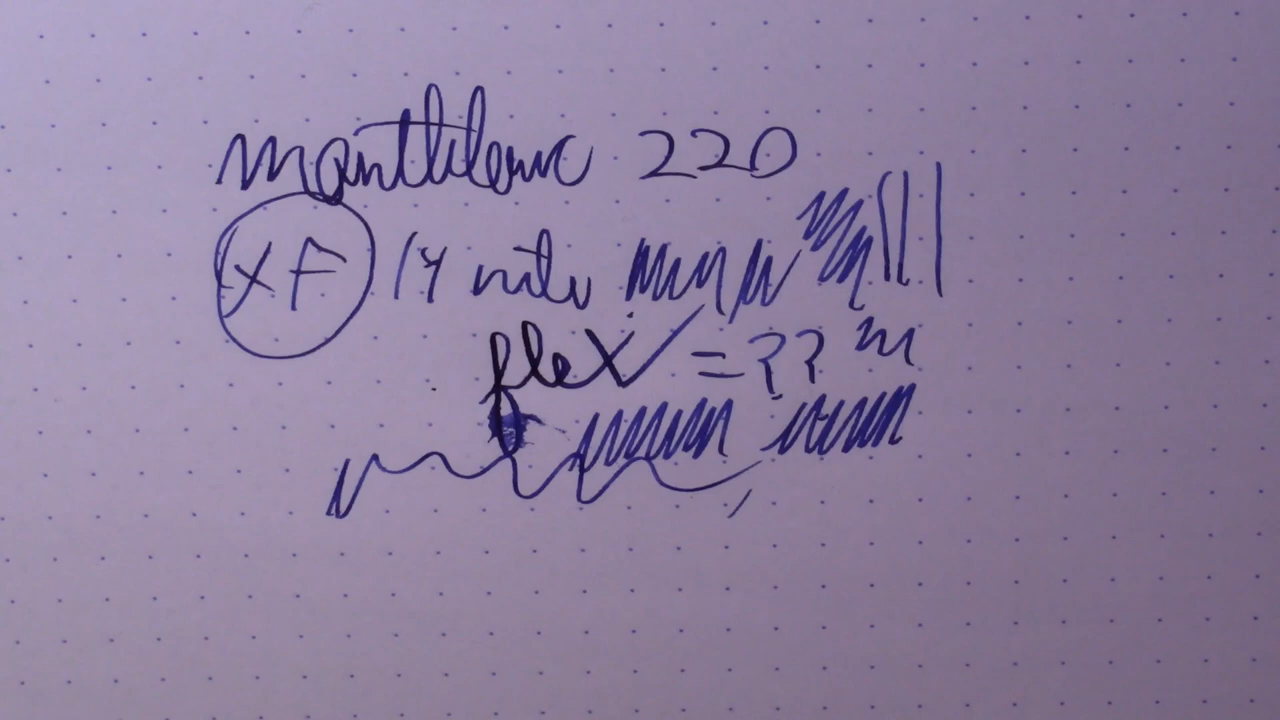 montblanc 220
XF 14 nib
flex = ??